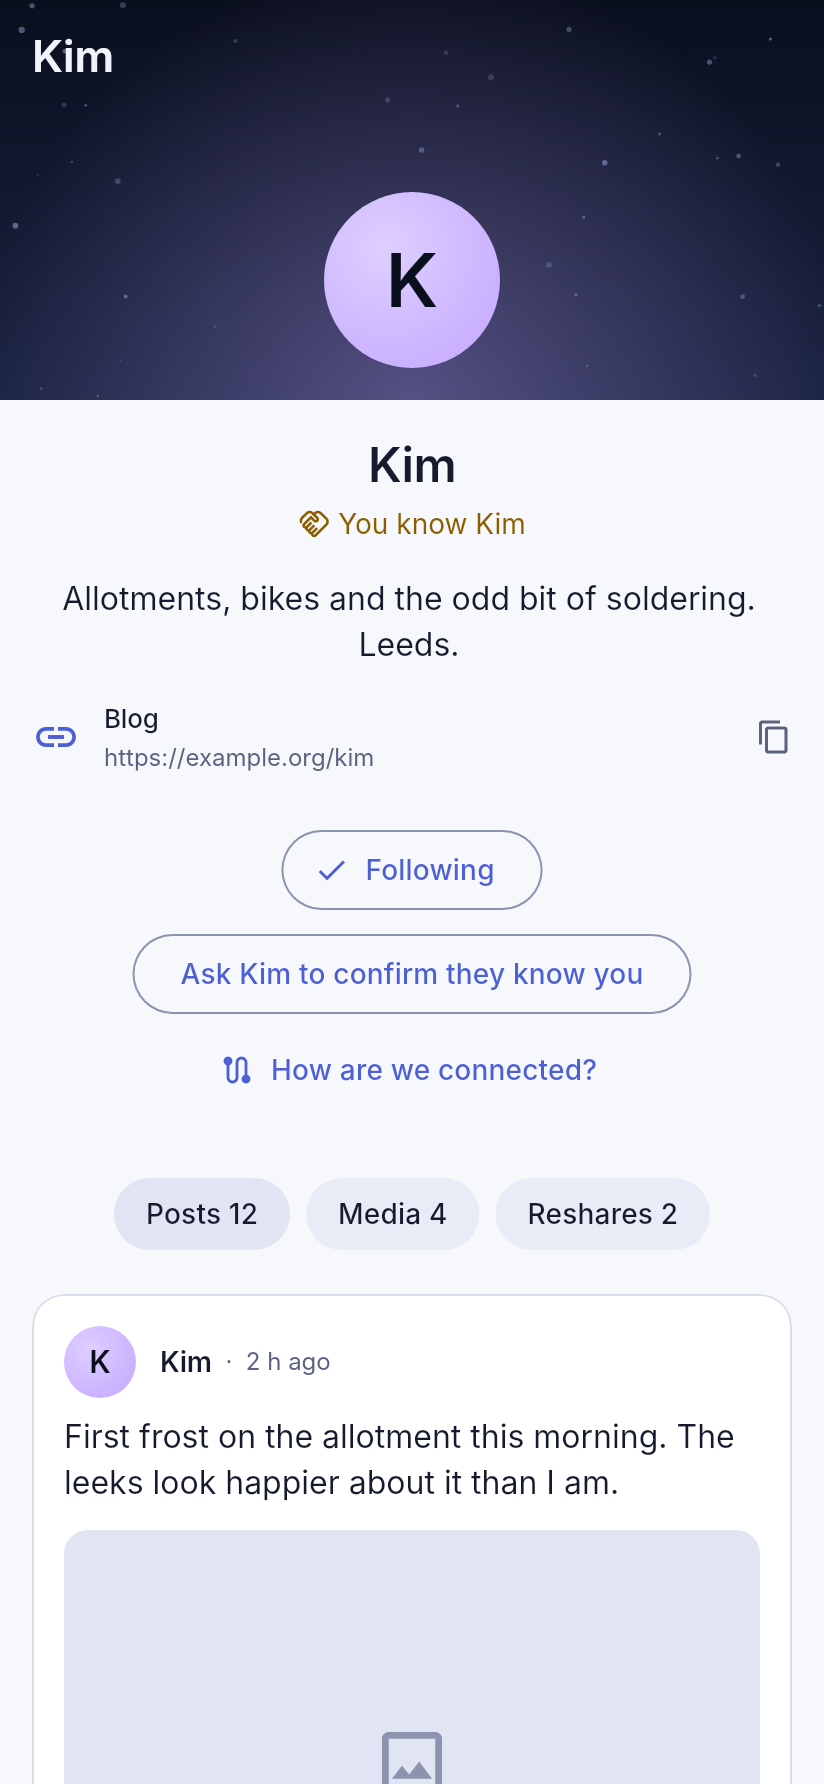 Kim
K
Kim
You know Kim
Allotments, bikes and the odd bit of soldering.
Leeds.
Blog
https://example.org/kim
Following
Ask Kim to confirm they know you
How are we connected?
Posts 12
Media 4
Reshares 2
K
Kim · 2 h ago
First frost on the allotment this morning. The
leeks look happier about it than I am.